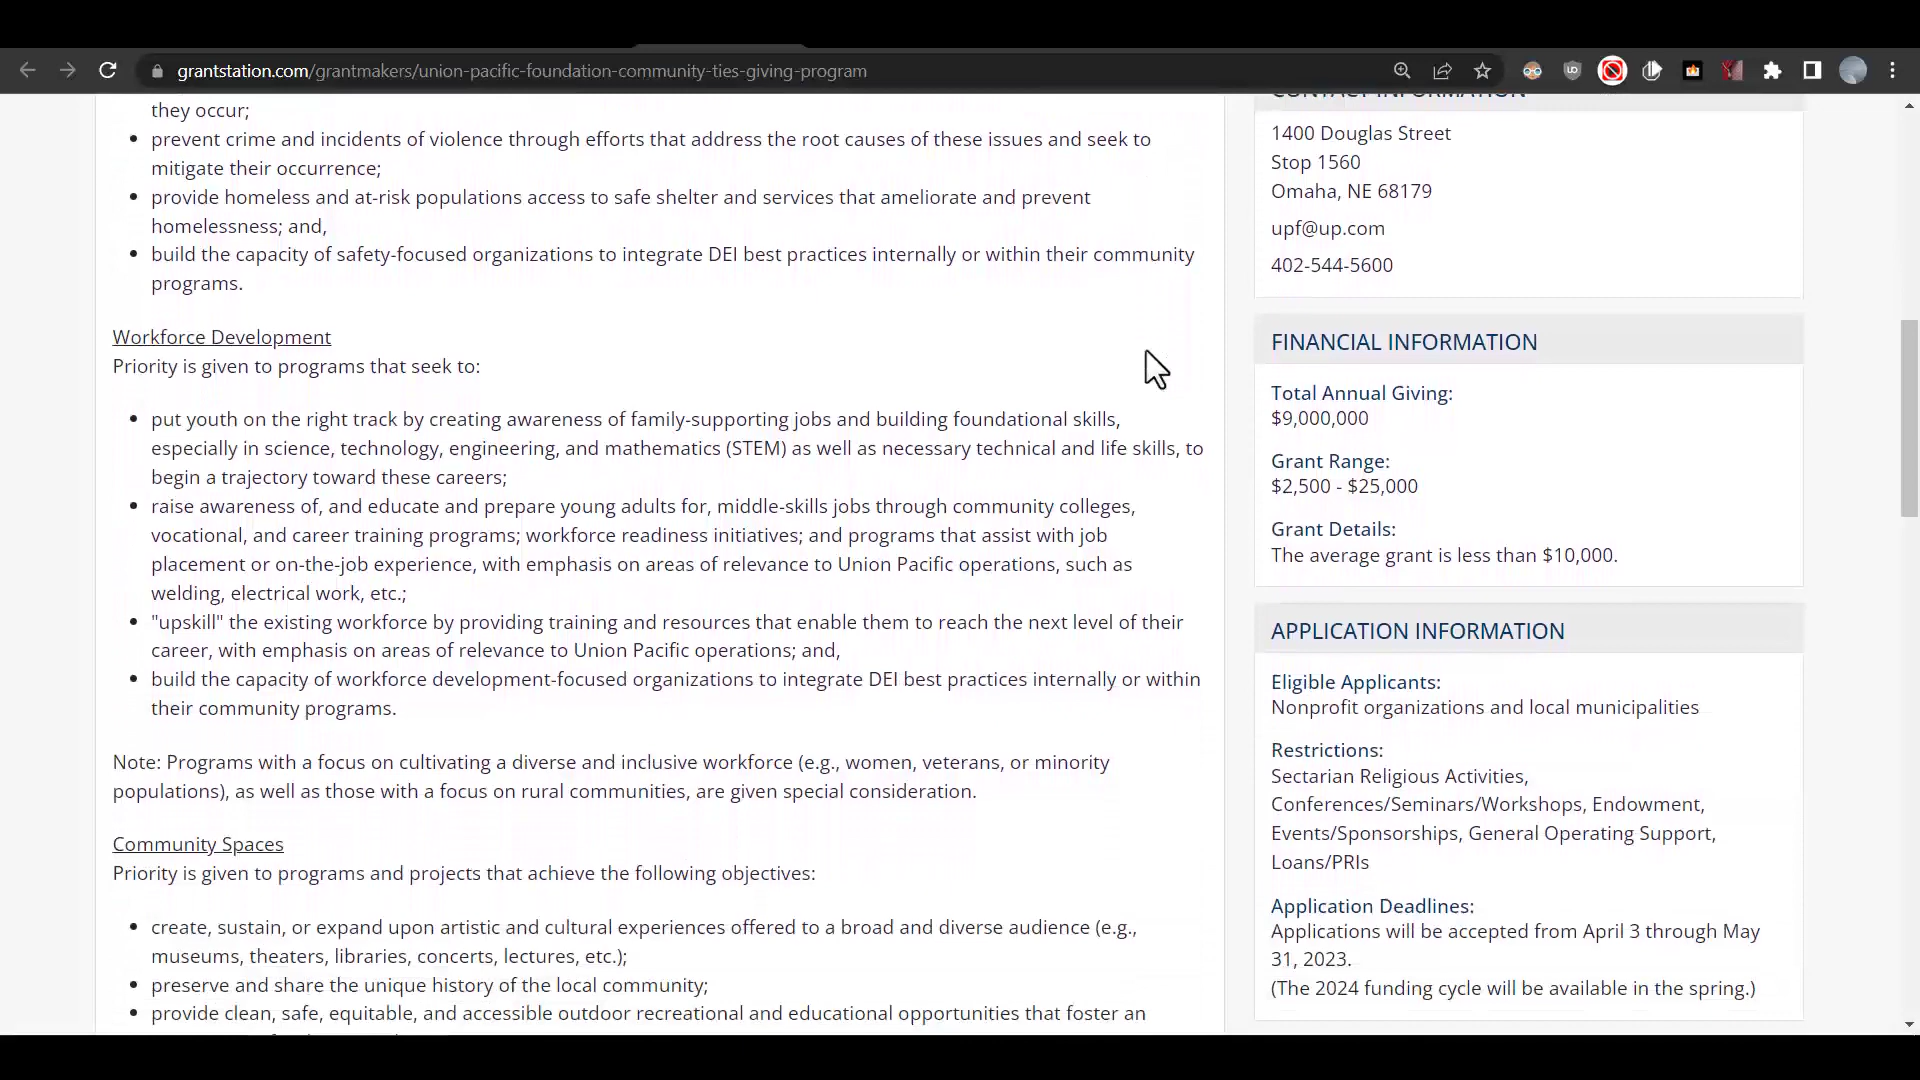 grantstation.com/grantmakers/union-pacific-foundation-community-ties-giving-program
they occur;
prevent crime and incidents of violence through efforts that address the root causes of these issues and seek to
mitigate their occurrence;
provide homeless and at-risk populations access to safe shelter and services that ameliorate and prevent
homelessness; and,
build the capacity of safety-focused organizations to integrate DEI best practices internally or within their community
programs.
Workforce Development
Priority is given to programs that seek to:
put youth on the right track by creating awareness of family-supporting jobs and building foundational skills,
especially in science, technology, engineering, and mathematics (STEM) as well as necessary technical and life skills, to
begin a trajectory toward these careers;
raise awareness of, and educate and prepare young adults for, middle-skills jobs through community colleges,
vocational, and career training programs; workforce readiness initiatives; and programs that assist with job
placement or on-the-job experience, with emphasis on areas of relevance to Union Pacific operations, such as
welding, electrical work, etc.;
"upskill" the existing workforce by providing training and resources that enable them to reach the next level of their
career, with emphasis on areas of relevance to Union Pacific operations; and,
build the capacity of workforce development-focused organizations to integrate DEI best practices internally or within
their community programs.
Note: Programs with a focus on cultivating a diverse and inclusive workforce (e.g., women, veterans, or minority
populations), as well as those with a focus on rural communities, are given special consideration.
Community Spaces
Priority is given to programs and projects that achieve the following objectives:
create, sustain, or expand upon artistic and cultural experiences offered to a broad and diverse audience (e.g.,
museums, theaters, libraries, concerts, lectures, etc.);
preserve and share the unique history of the local community;
provide clean, safe, equitable, and accessible outdoor recreational and educational opportunities that foster an
CONTACT INFORMATION
1400 Douglas Street
Stop 1560
Omaha, NE 68179
upf@up.com
402-544-5600
FINANCIAL INFORMATION
Total Annual Giving:
$9,000,000
Grant Range:
$2,500 - $25,000
Grant Details:
The average grant is less than $10,000.
APPLICATION INFORMATION
Eligible Applicants:
Nonprofit organizations and local municipalities
Restrictions:
Sectarian Religious Activities,
Conferences/Seminars/Workshops, Endowment,
Events/Sponsorships, General Operating Support,
Loans/PRIs
Application Deadlines:
Applications will be accepted from April 3 through May
31, 2023.
(The 2024 funding cycle will be available in the spring.)